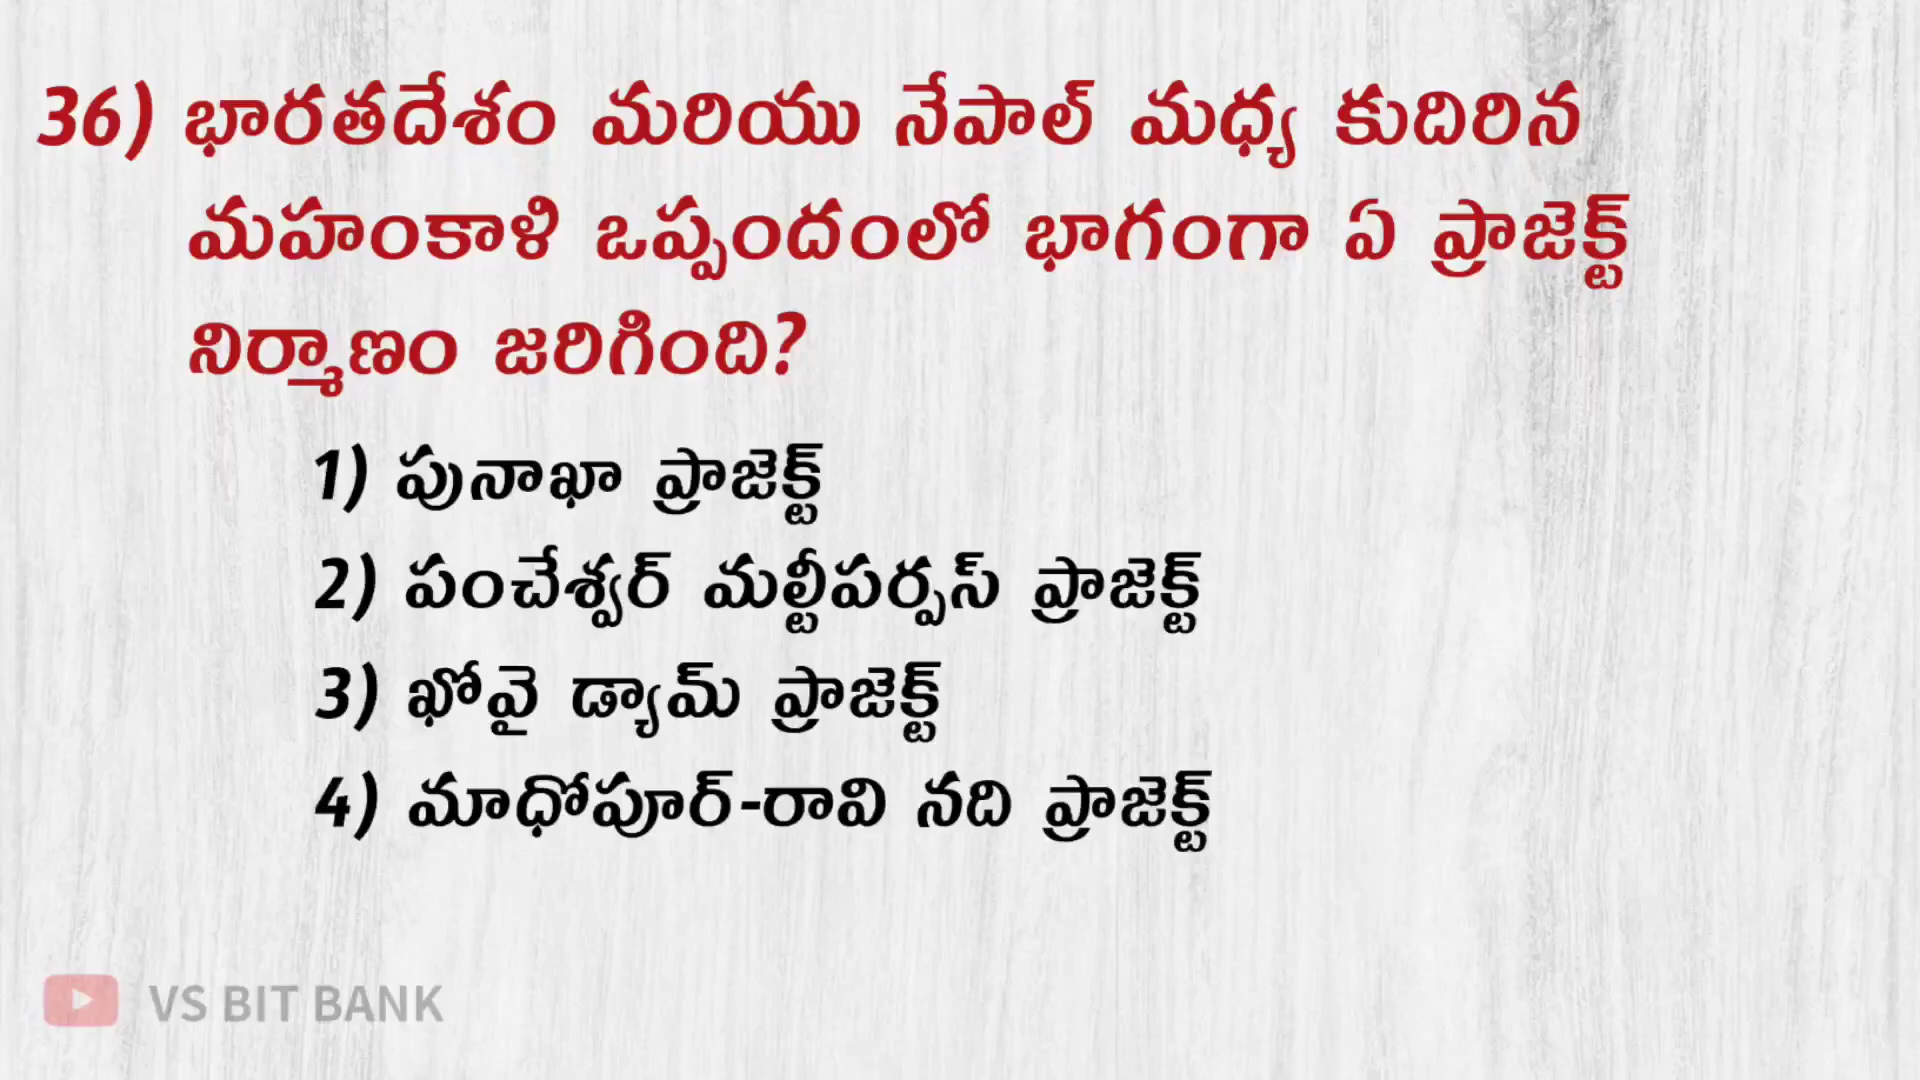 36) భారతదేశం మరియు నేపాల్ మధ్య కుదిరిన
మహంకాళి ఒప్పందంలో భాగంగా ఏ ప్రాజెక్ట్
నిర్మాణం జరిగింది?
1) పునాఖా ప్రాజెక్ట్
2) పంచేశ్వర్ మల్టీపర్పస్ ప్రాజెక్ట్
3) ఖోవై డ్యామ్ ప్రాజెక్ట్
4) మాధోపూర్-రావి నది ప్రాజెక్ట్
VS BIT BANK